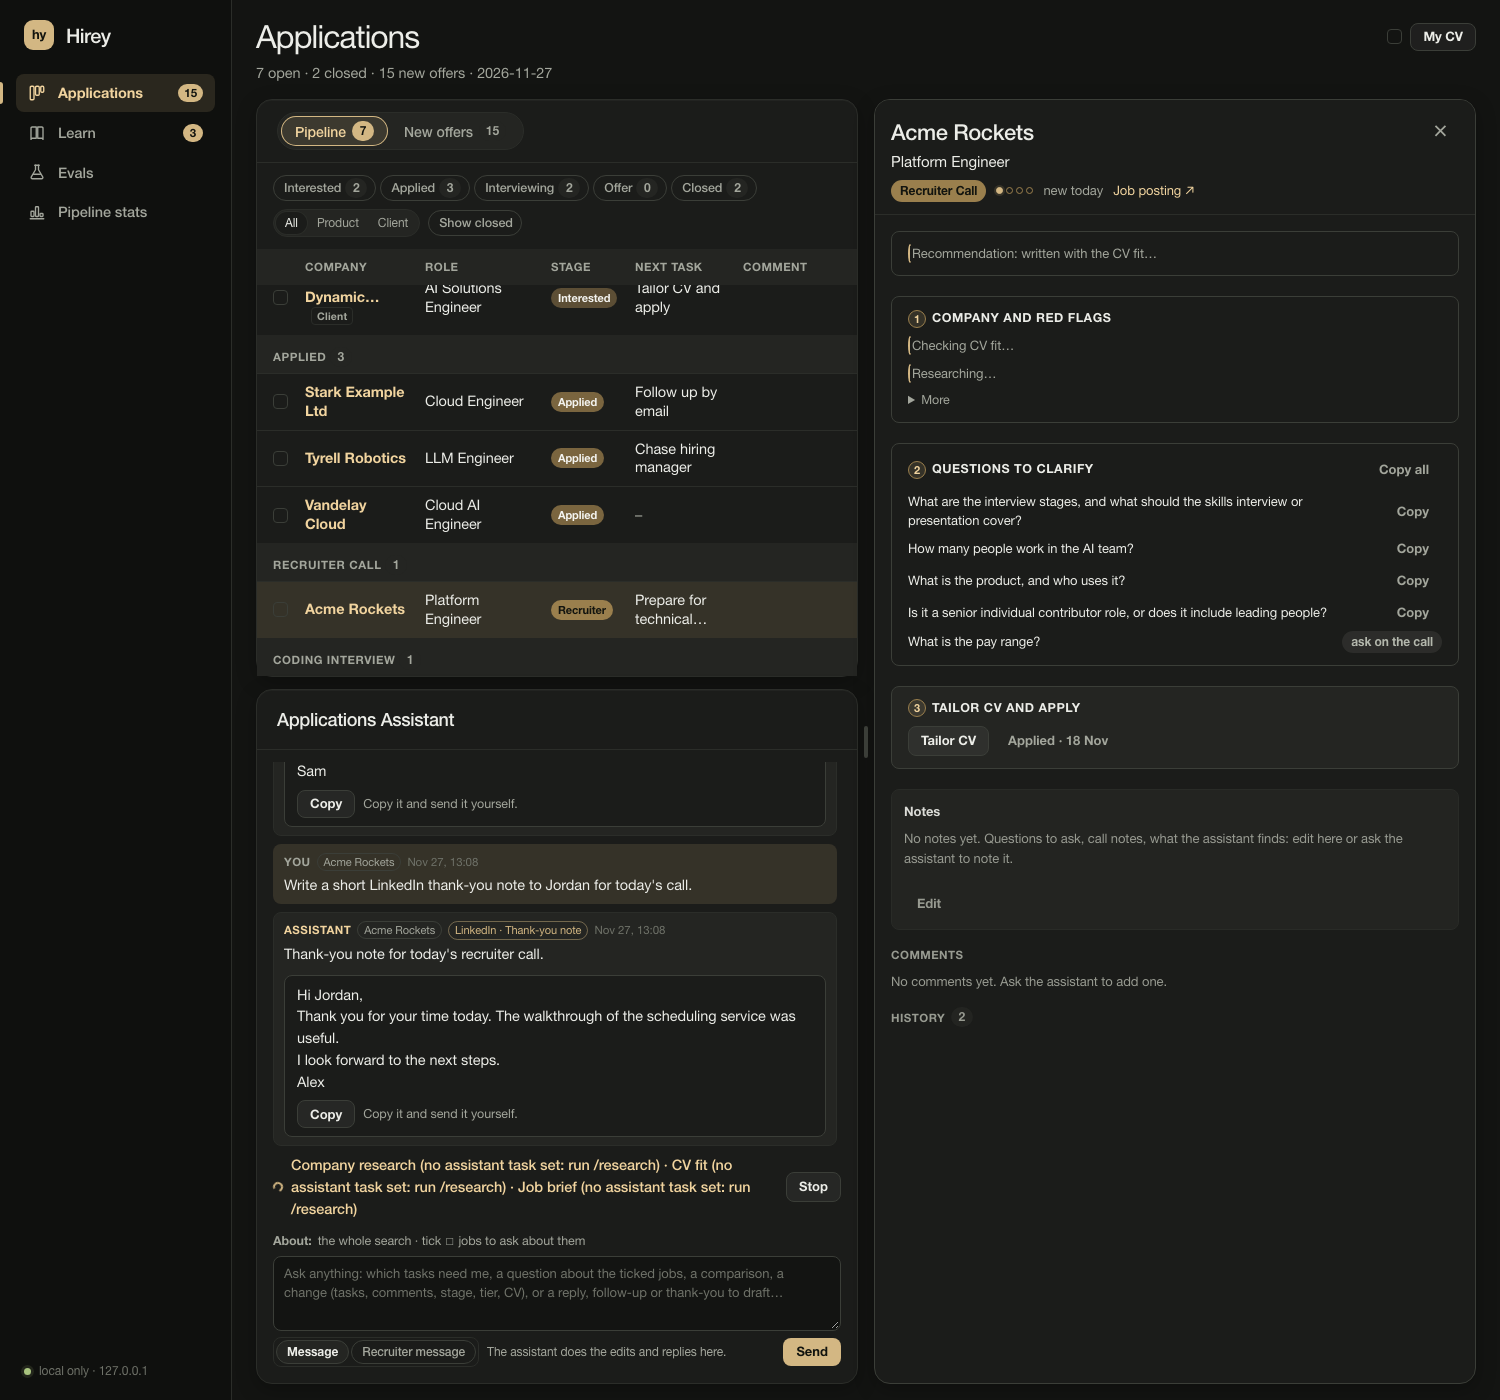 hy Hirey
Applications 15
Learn 3
Evals
Pipeline stats
local only · 127.0.0.1
Applications
7 open · 2 closed · 15 new offers · 2026-11-27
My CV
Pipeline 7 New offers 15
Interested 2 Applied 3 Interviewing 2 Offer 0 Closed 2
All Product Client Show closed
COMPANY ROLE STAGE NEXT TASK COMMENT
Dynamic… AI Solutions Engineer Interested Tailor CV and apply
Client
APPLIED 3
Stark Example Ltd Cloud Engineer Applied Follow up by email
Tyrell Robotics LLM Engineer Applied Chase hiring manager
Vandelay Cloud Cloud AI Engineer Applied –
RECRUITER CALL 1
Acme Rockets Platform Engineer Recruiter Prepare for technical…
CODING INTERVIEW 1
Applications Assistant
Sam
Copy Copy it and send it yourself.
YOU Acme Rockets Nov 27, 13:08
Write a short LinkedIn thank-you note to Jordan for today's call.
ASSISTANT Acme Rockets LinkedIn · Thank-you note Nov 27, 13:08
Thank-you note for today's recruiter call.
Hi Jordan,
Thank you for your time today. The walkthrough of the scheduling service was
useful.
I look forward to the next steps.
Alex
Copy Copy it and send it yourself.
Company research (no assistant task set: run /research) · CV fit (no
assistant task set: run /research) · Job brief (no assistant task set: run
/research)
Stop
About: the whole search · tick □ jobs to ask about them
Ask anything: which tasks need me, a question about the ticked jobs, a comparison, a
change (tasks, comments, stage, tier, CV), or a reply, follow-up or thank-you to draft…
Message Recruiter message The assistant does the edits and replies here. Send
Acme Rockets ✕
Platform Engineer
Recruiter Call new today Job posting ↗
Recommendation: written with the CV fit…
1 COMPANY AND RED FLAGS
Checking CV fit…
Researching…
▶ More
2 QUESTIONS TO CLARIFY Copy all
What are the interview stages, and what should the skills interview or
presentation cover? Copy
How many people work in the AI team? Copy
What is the product, and who uses it? Copy
Is it a senior individual contributor role, or does it include leading people? Copy
What is the pay range? ask on the call
3 TAILOR CV AND APPLY
Tailor CV Applied · 18 Nov
Notes
No notes yet. Questions to ask, call notes, what the assistant finds: edit here or ask the
assistant to note it.
Edit
COMMENTS
No comments yet. Ask the assistant to add one.
HISTORY 2